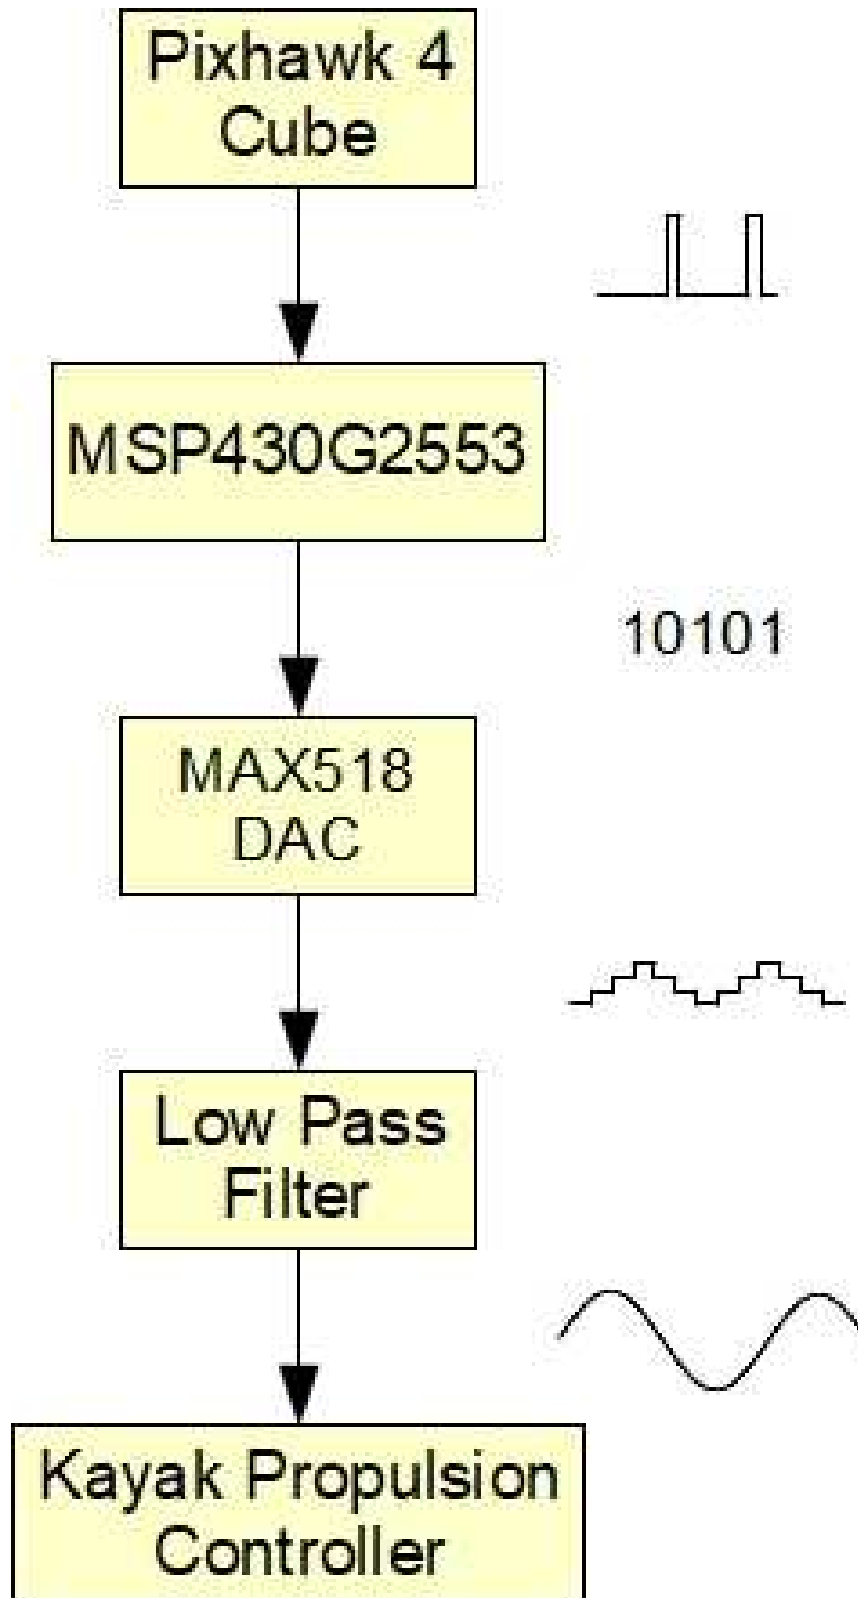 Pixhawk 4
Cube
MSP430G2553
10101
MAX518
DAC
Low Pass
Filter
Kayak Propulsion
Controller